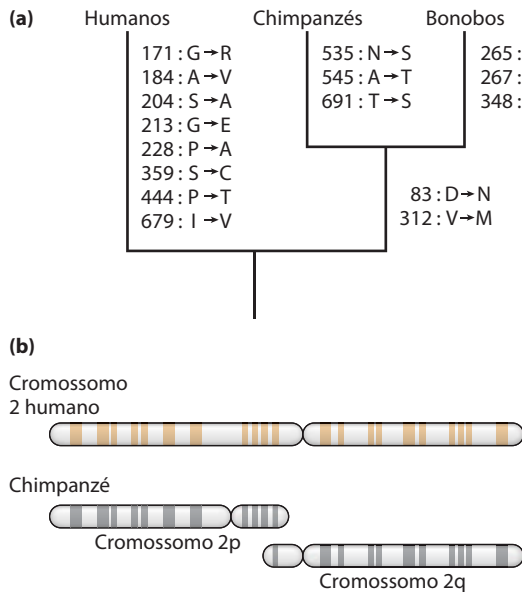 (a)
Humanos
Chimpanzés
Bonobos
171 : G→R
184 : A→V
204 : S→A
213 : G→E
228 : P→A
359 : S→C
444 : P→T
679 : I→V
535 : N→S
545 : A→T
691 : T→S
265 :
267 :
348 :
83 : D→N
312 : V→M
(b)
Cromossomo
2 humano
Chimpanzé
Cromossomo 2p
Cromossomo 2q